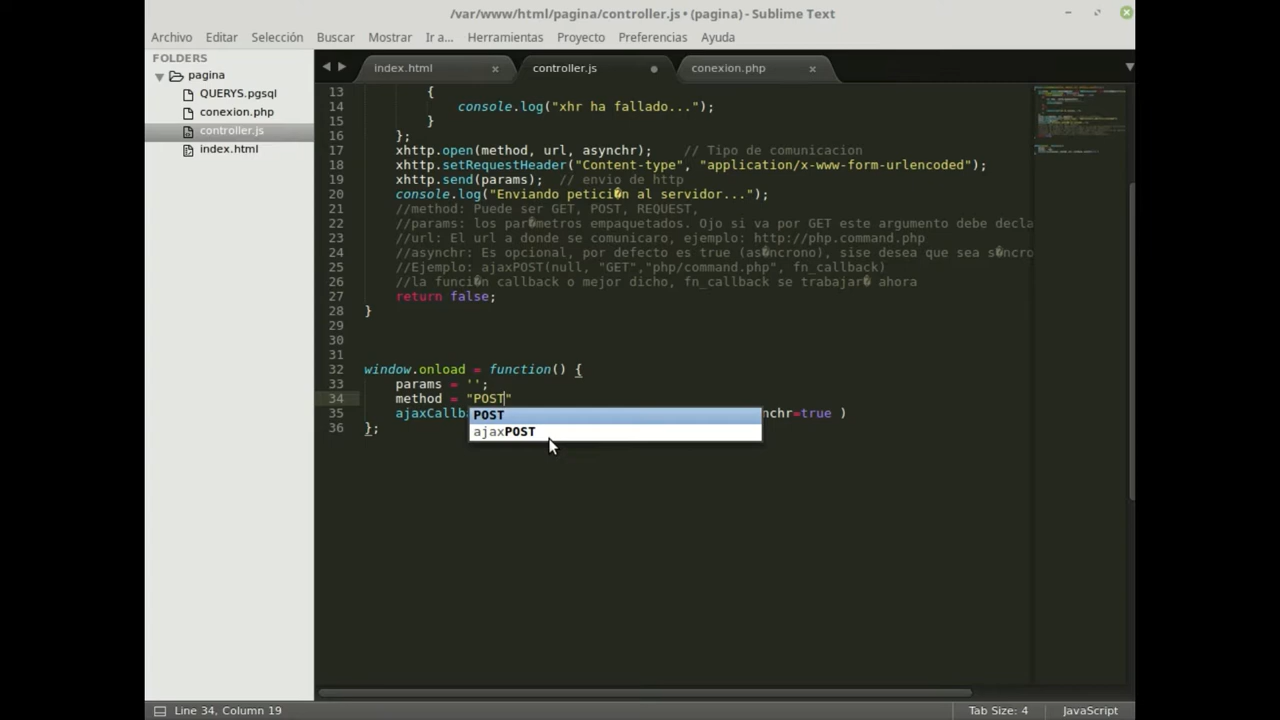 /var/www/html/pagina/controller.js • (pagina) - Sublime Text
Archivo Editar Selección Buscar Mostrar Ir a... Herramientas Proyecto Preferencias Ayuda
FOLDERS
pagina
QUERYS.pgsql
conexion.php
controller.js
index.html
index.html × controller.js conexion.php ×
13 {
14 console.log("xhr ha fallado...");
15 }
16 };
17 xhttp.open(method, url, asynchr); // Tipo de comunicacion
18 xhttp.setRequestHeader("Content-type", "application/x-www-form-urlencoded");
19 xhttp.send(params); // envio de http
20 console.log("Enviando petici�n al servidor...");
21 //method: Puede ser GET, POST, REQUEST,
22 //params: los par�metros empaquetados. Ojo si va por GET este argumento debe decla
23 //url: El url a donde se comunicaro, ejemplo: http://php.command.php
24 //asynchr: Es opcional, por defecto es true (as�ncrono), sise desea que sea s�ncro
25 //Ejemplo: ajaxPOST(null, "GET","php/command.php", fn_callback)
26 //la funci�n callback o mejor dicho, fn_callback se trabajar� ahora
27 return false;
28 }
29
30
31
32 window.onload = function() {
33 params = '';
34 method = "POST"
35 ajaxCallb nchr=true )
36 };
POST
ajaxPOST
Line 34, Column 19 Tab Size: 4 JavaScript